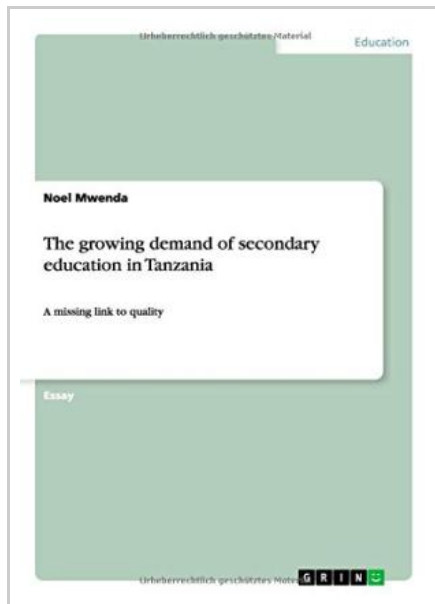 Urheberrechtlich geschütztes Material
Education
Noel Mwenda
The growing demand of secondary
education in Tanzania
A missing link to quality
Essay
Urheberrechtlich geschütztes
GRIN